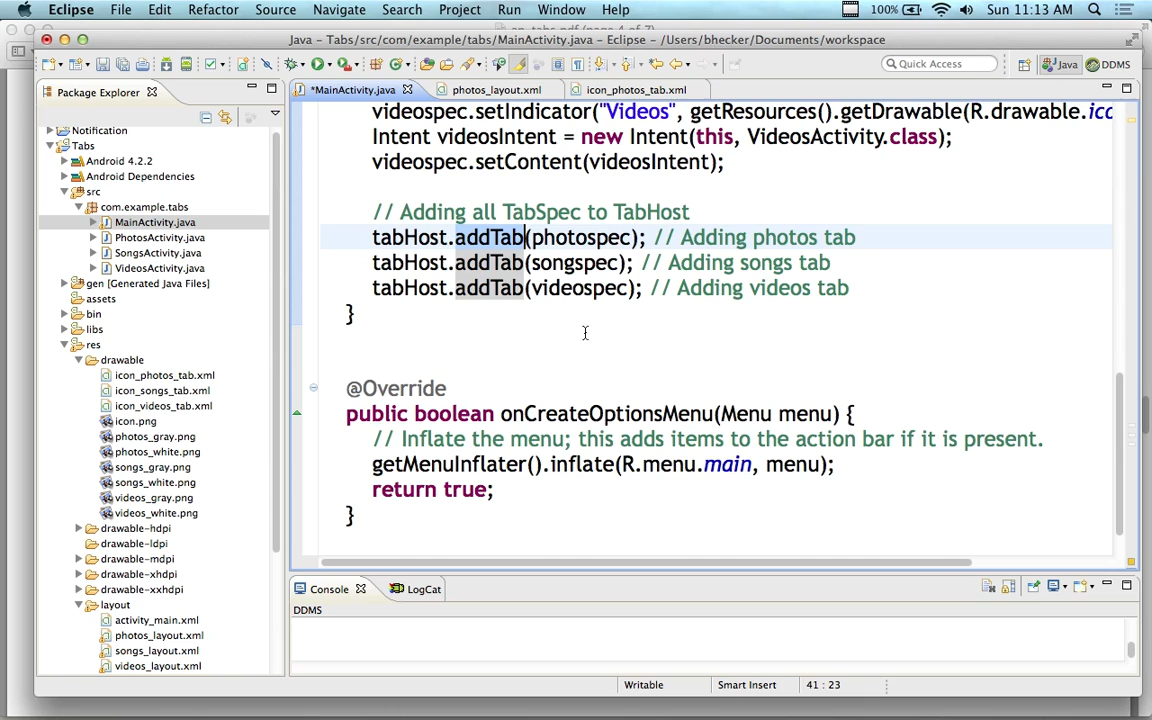 Eclipse File Edit Refactor Source Navigate Search Project Run Window Help 100% Sun 11:13 AM
Java - Tabs/src/com/example/tabs/MainActivity.java - Eclipse - /Users/bhecker/Documents/workspace
Quick Access Java DDMS
Package Explorer
*MainActivity.java photos_layout.xml icon_photos_tab.xml
Notification
Tabs
Android 4.2.2
Android Dependencies
src
com.example.tabs
MainActivity.java
PhotosActivity.java
SongsActivity.java
VideosActivity.java
gen [Generated Java Files]
assets
bin
libs
res
drawable
icon_photos_tab.xml
icon_songs_tab.xml
icon_videos_tab.xml
icon.png
photos_gray.png
photos_white.png
songs_gray.png
songs_white.png
videos_gray.png
videos_white.png
drawable-hdpi
drawable-ldpi
drawable-mdpi
drawable-xhdpi
drawable-xxhdpi
layout
activity_main.xml
photos_layout.xml
songs_layout.xml
videos_layout.xml
videospec.setIndicator("Videos", getResources().getDrawable(R.drawable.ico
Intent videosIntent = new Intent(this, VideosActivity.class);
videospec.setContent(videosIntent);
// Adding all TabSpec to TabHost
tabHost.addTab(photospec); // Adding photos tab
tabHost.addTab(songspec); // Adding songs tab
tabHost.addTab(videospec); // Adding videos tab
}
@Override
public boolean onCreateOptionsMenu(Menu menu) {
// Inflate the menu; this adds items to the action bar if it is present.
getMenuInflater().inflate(R.menu.main, menu);
return true;
}
Console LogCat
DDMS
Writable Smart Insert 41 : 23